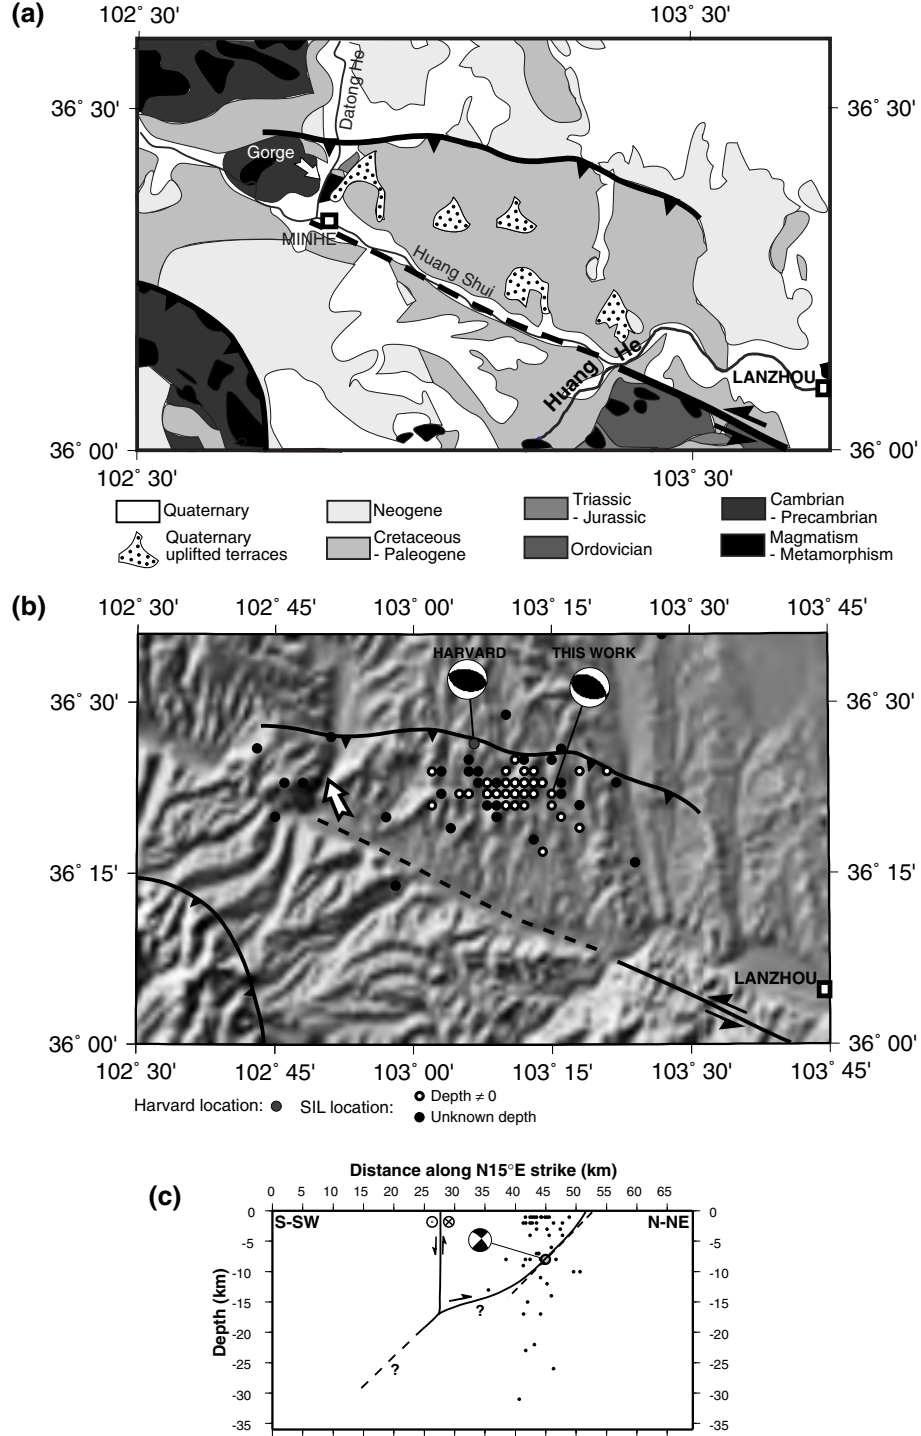 (a)
102° 30'
103° 30'
36° 30'
36° 30'
Datong He
Gorge
MINHE
Huang Shui
Huang He
LANZHOU
36° 00'
36° 00'
102° 30'
103° 30'
Quaternary
Neogene
Triassic
- Jurassic
Cambrian
- Precambrian
Quaternary
uplifted terraces
Cretaceous
- Paleogene
Ordovician
Magmatism
- Metamorphism
(b)
102° 30' 102° 45' 103° 00' 103° 15' 103° 30' 103° 45'
HARVARD THIS WORK
36° 30'
36° 30'
36° 15'
36° 15'
LANZHOU
36° 00'
36° 00'
102° 30' 102° 45' 103° 00' 103° 15' 103° 30' 103° 45'
Harvard location: SIL location:
Depth ≠ 0
Unknown depth
(c)
Distance along N15°E strike (km)
0 5 10 15 20 25 30 35 40 45 50 55 60 65
S-SW
N-NE
Depth (km)
0
-5
-10
-15
-20
-25
-30
-35
?
?
0
-5
-10
-15
-20
-25
-30
-35